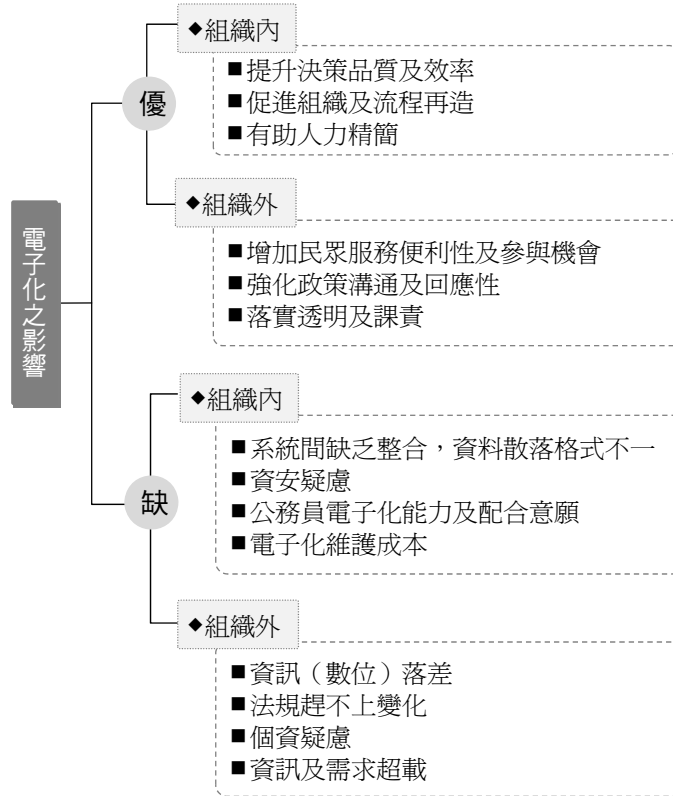 電子化之影響
優
◆組織內
■提升決策品質及效率
■促進組織及流程再造
■有助人力精簡
◆組織外
■增加民眾服務便利性及參與機會
■強化政策溝通及回應性
■落實透明及課責
缺
◆組織內
■系統間缺乏整合，資料散落格式不一
■資安疑慮
■公務員電子化能力及配合意願
■電子化維護成本
◆組織外
■資訊（數位）落差
■法規趕不上變化
■個資疑慮
■資訊及需求超載